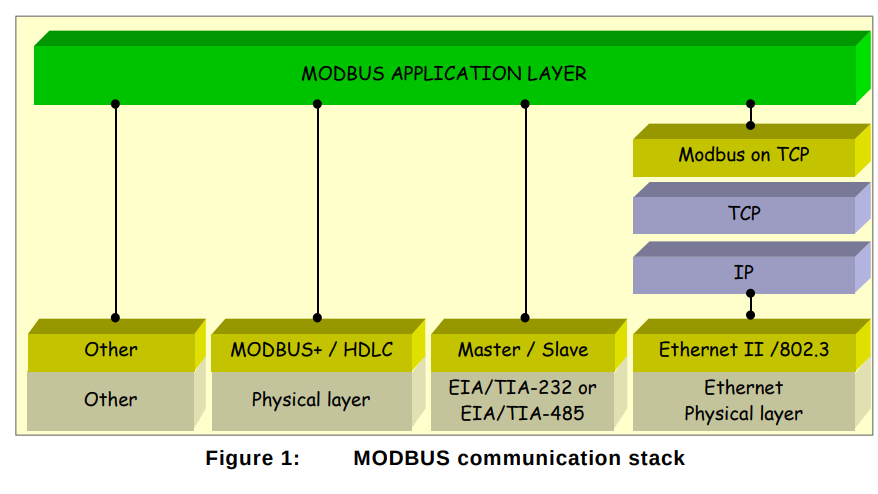 MODBUS APPLICATION LAYER
Modbus on TCP
TCP
IP
Other
MODBUS+ / HDLC
Master / Slave
Ethernet II /802.3
Other
Physical layer
EIA/TIA-232 or
EIA/TIA-485
Ethernet
Physical layer
Figure 1: MODBUS communication stack